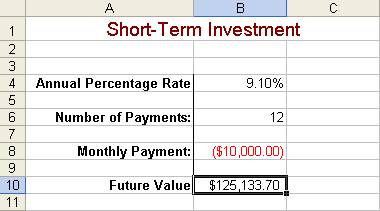 A B C
1 Short-Term Investment
2
3
4 Annual Percentage Rate 9.10%
5
6 Number of Payments: 12
7
8 Monthly Payment: ($10,000.00)
9
10 Future Value $125,133.70
11